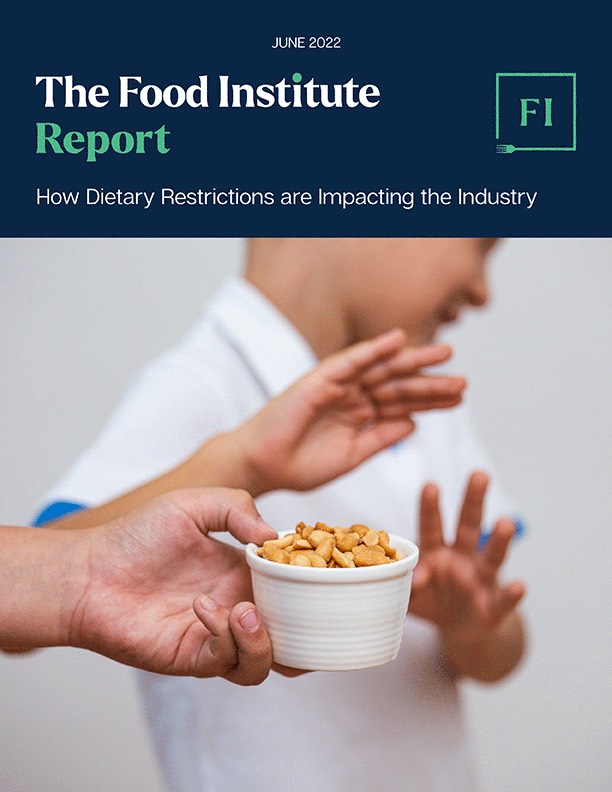 JUNE 2022
The Food Institute
Report
FI
How Dietary Restrictions are Impacting the Industry